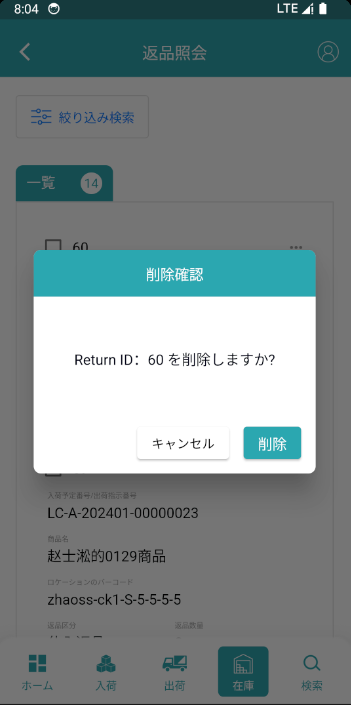 8:04 LTE
返品照会
絞り込み検索
一覧 14
60
削除確認
Return ID: 60 を削除しますか?
キャンセル 削除
入荷予定番号/出荷指示番号
LC-A-202401-00000023
商品名
赵士淞的0129商品
ロケーションIDバーコード
zhaoss-ck1-S-5-5-5-5
返品区分 返品数量
ホーム 入荷 出荷 在庫 検索